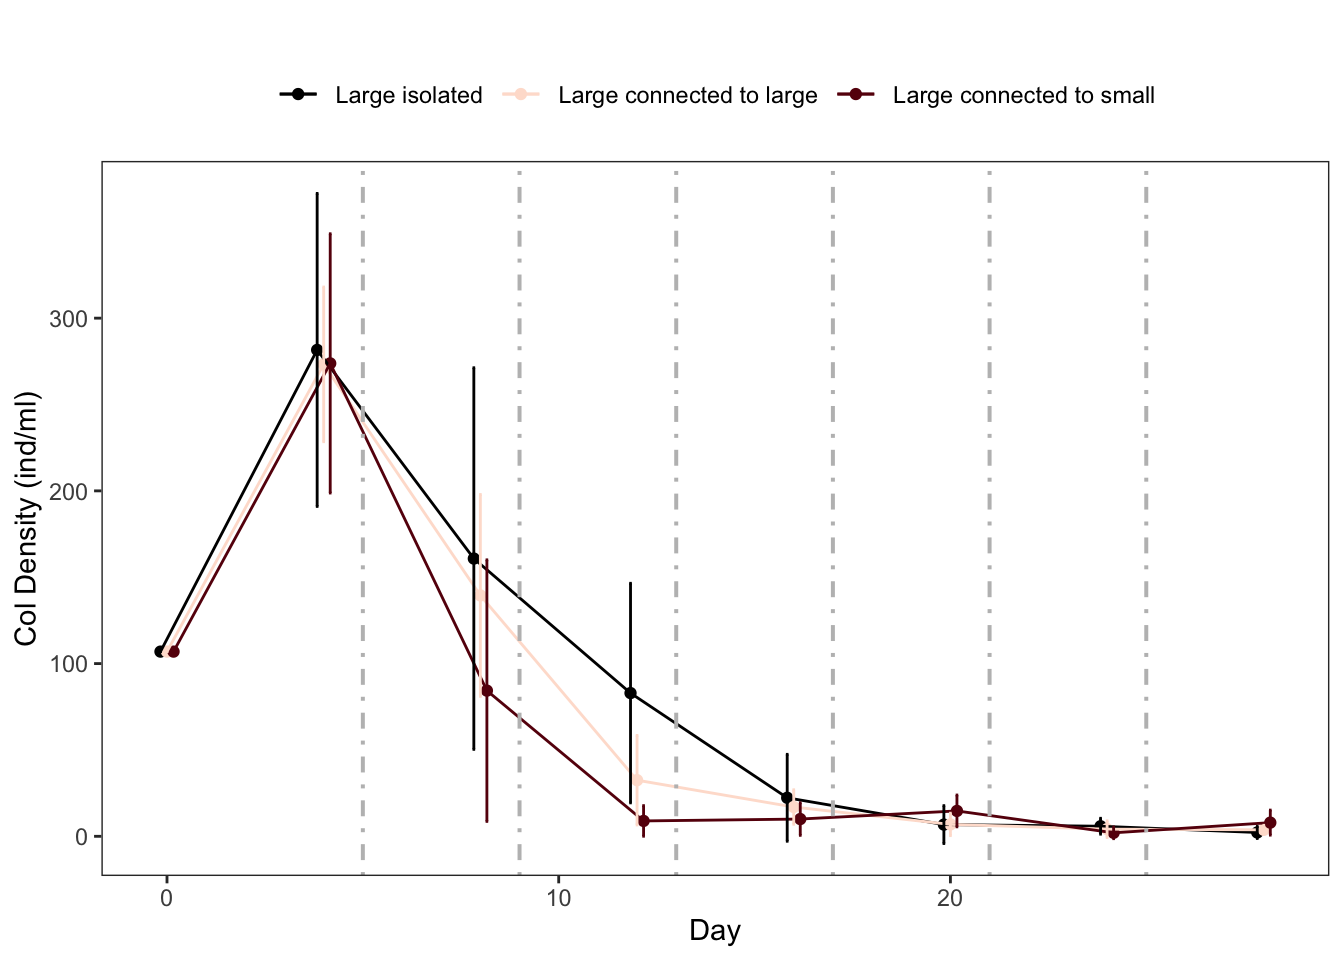 Large isolated Large connected to large Large connected to small
300
200
100
0
Col Density (ind/ml)
0 10 20
Day